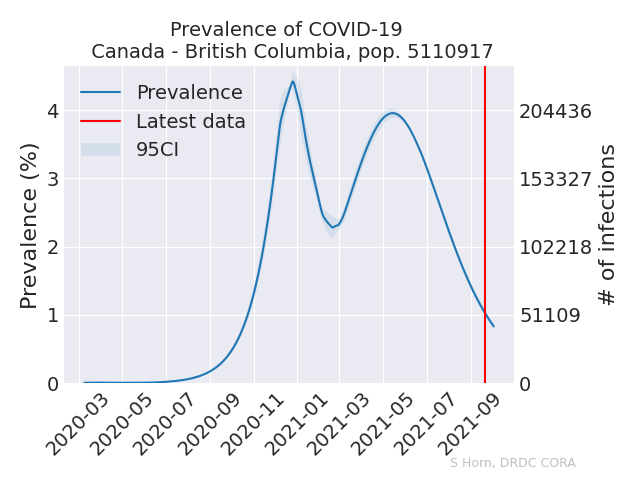 Prevalence of COVID-19
Canada - British Columbia, pop. 5110917
Prevalence
Latest data
95CI
Prevalence (%)
4
3
2
1
0
204436
153327
102218
51109
0
# of infections
2020-03
2020-05
2020-07
2020-09
2020-11
2021-01
2021-03
2021-05
2021-07
2021-09
S Horn, DRDC CORA